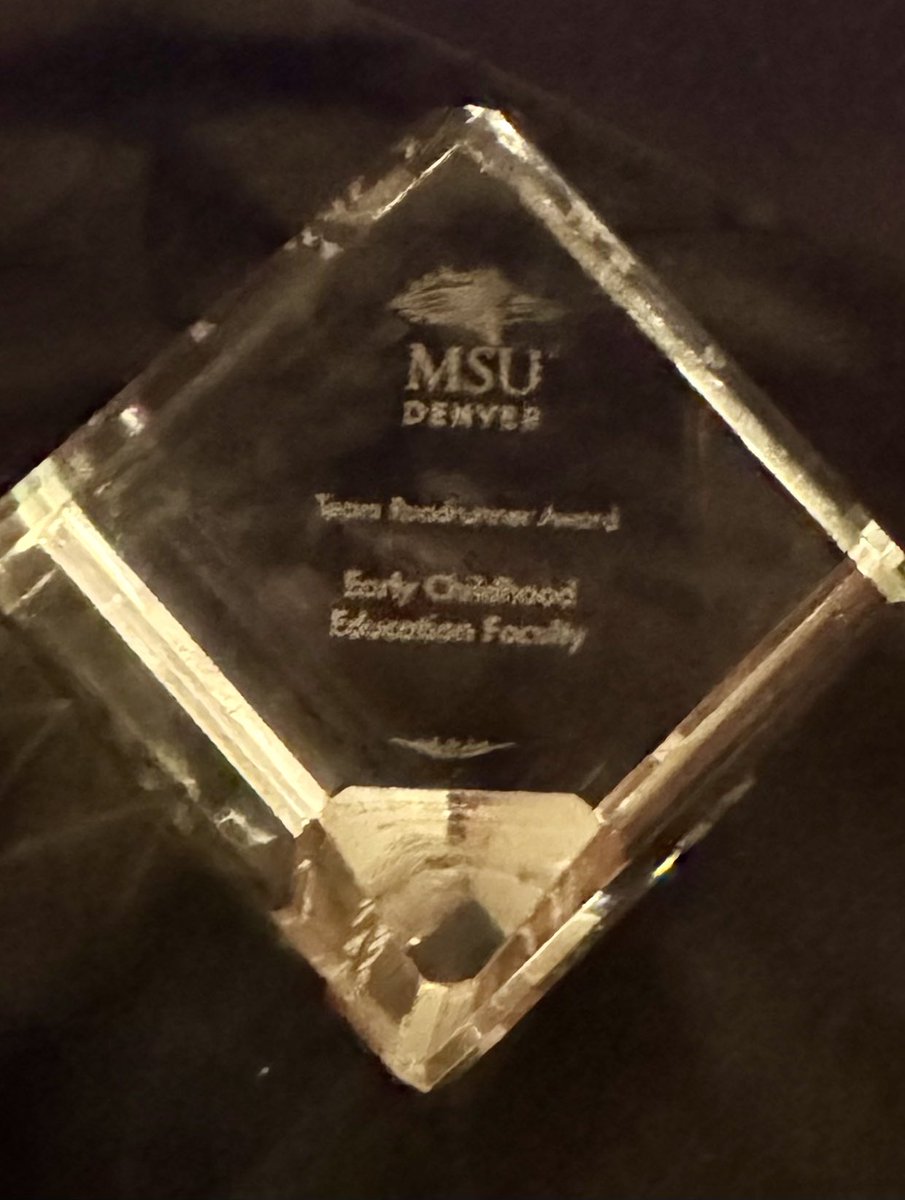 MSU
DENVER
Team Roadrunner Award
Early Childhood
Education Faculty